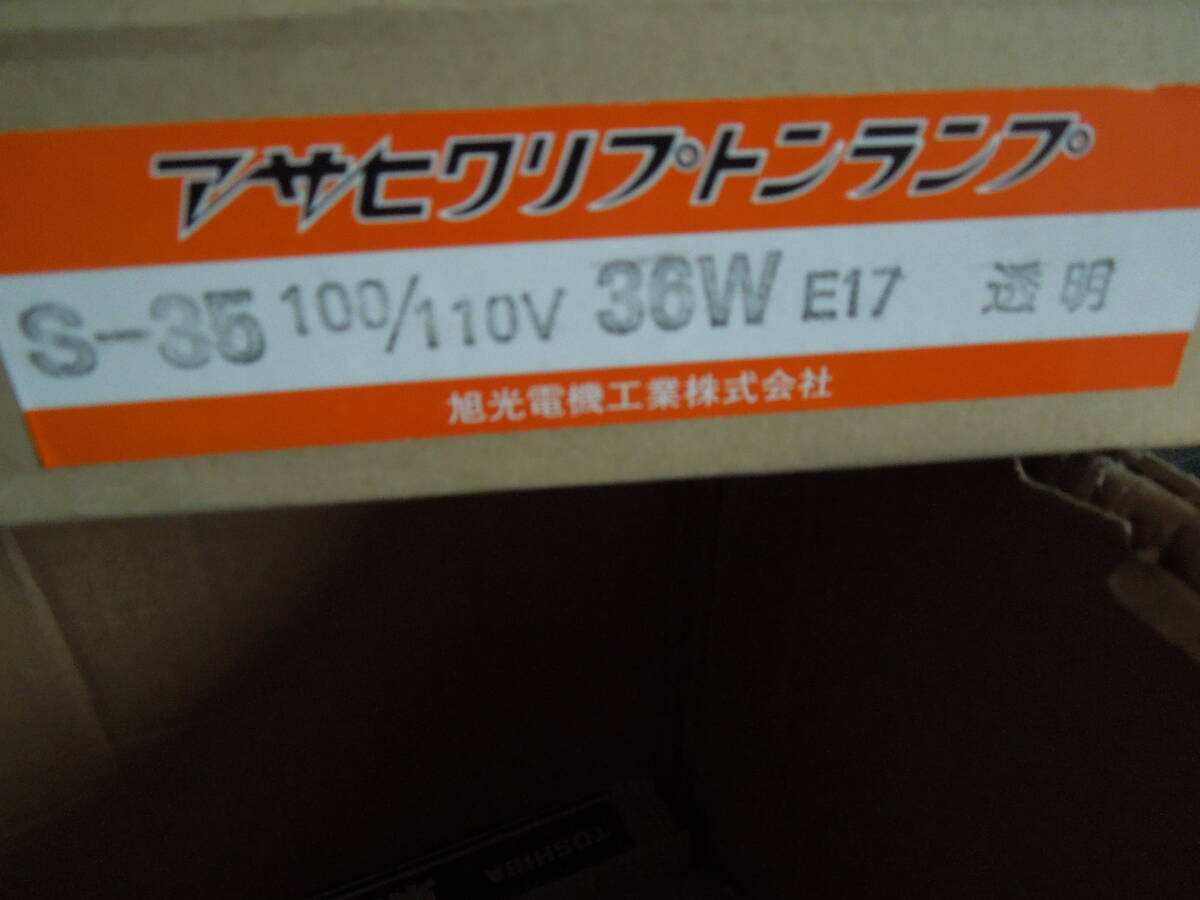 アサヒクリプトンランプ
S-35 100/110V 36W E17 透明
旭光電機工業株式会社
TOSHIBA